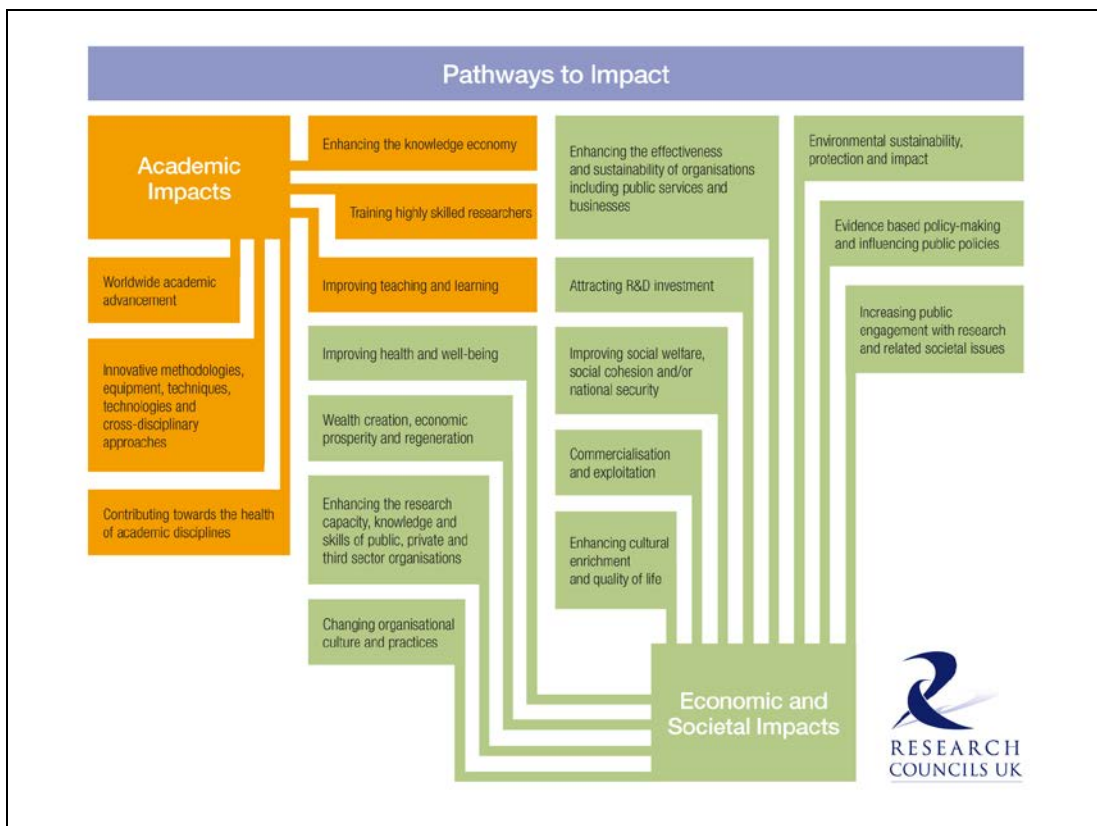 Pathways to Impact
Academic
Impacts
Enhancing the knowledge economy
Training highly skilled researchers
Improving teaching and learning
Worldwide academic
advancement
Innovative methodologies,
equipment, techniques,
technologies and
cross-disciplinary
approaches
Contributing towards the health
of academic disciplines
Improving health and well-being
Wealth creation, economic
prosperity and regeneration
Enhancing the research
capacity, knowledge and
skills of public, private and
third sector organisations
Changing organisational
culture and practices
Enhancing the effectiveness
and sustainability of organisations
including public services and
businesses
Attracting R&D investment
Improving social welfare,
social cohesion and/or
national security
Commercialisation
and exploitation
Enhancing cultural
enrichment
and quality of life
Environmental sustainability,
protection and impact
Evidence based policy-making
and influencing public policies
Increasing public
engagement with research
and related societal issues
Economic and
Societal Impacts
RESEARCH
COUNCILS UK